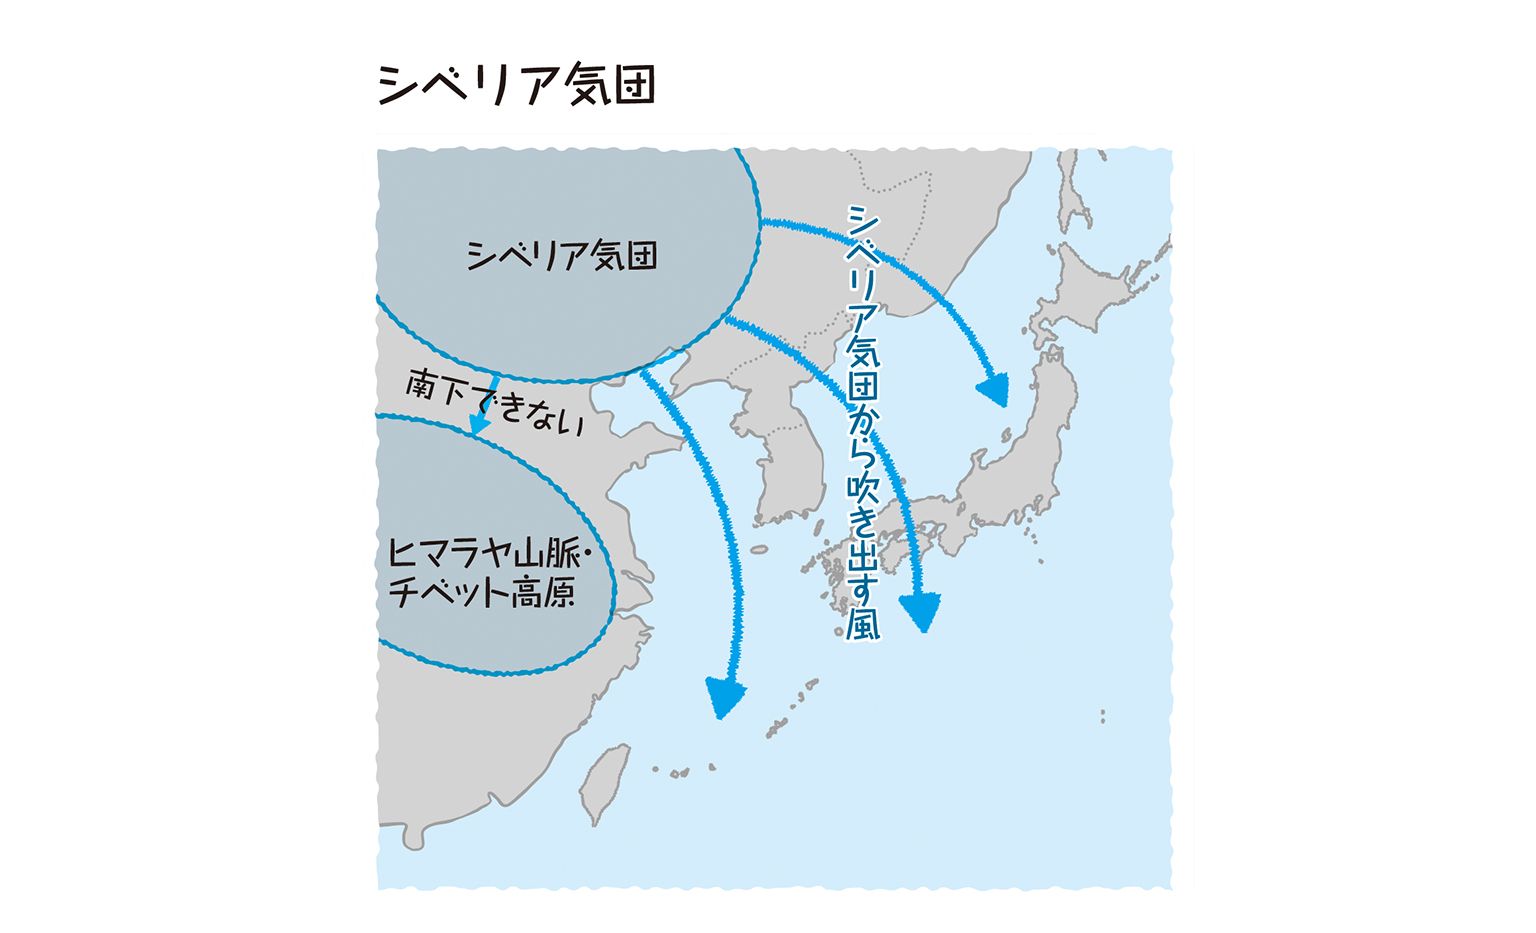 シベリア気団
シベリア気団
シベリア気団から吹き出す風
南下できない
ヒマラヤ山脈・
チベット高原